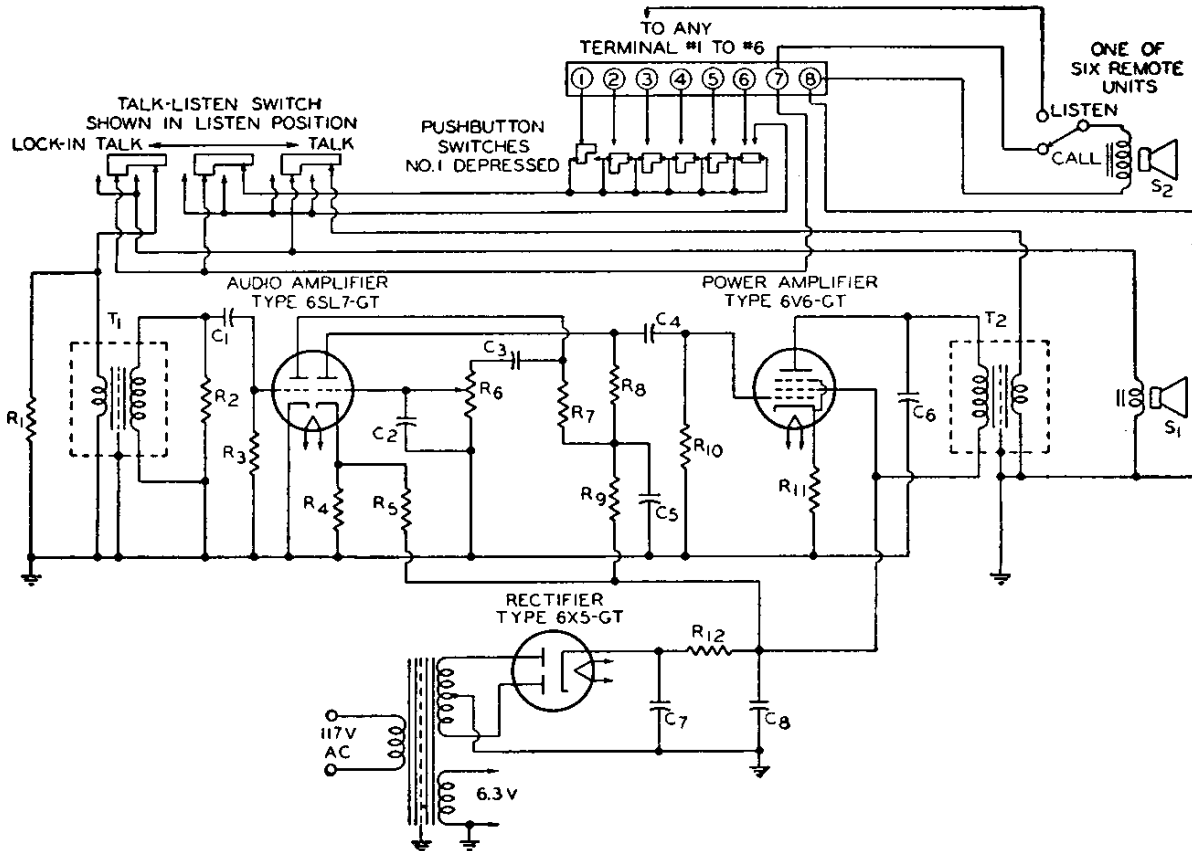 TO ANY
TERMINAL #1 TO #6
1 2 3 4 5 6 7 8
ONE OF
SIX REMOTE
UNITS
LISTEN
CALL
S2
TALK-LISTEN SWITCH
SHOWN IN LISTEN POSITION
LOCK-IN TALK
TALK
PUSHBUTTON
SWITCHES
NO.1 DEPRESSED
AUDIO AMPLIFIER
TYPE 6SL7-GT
POWER AMPLIFIER
TYPE 6V6-GT
T1
C1
C3
C4
T2
R1
R2
R3
C2
R6
R7
R8
R10
C6
S1
R4
R5
R9
C5
R11
RECTIFIER
TYPE 6X5-GT
R12
C7
C8
117V
AC
6.3V